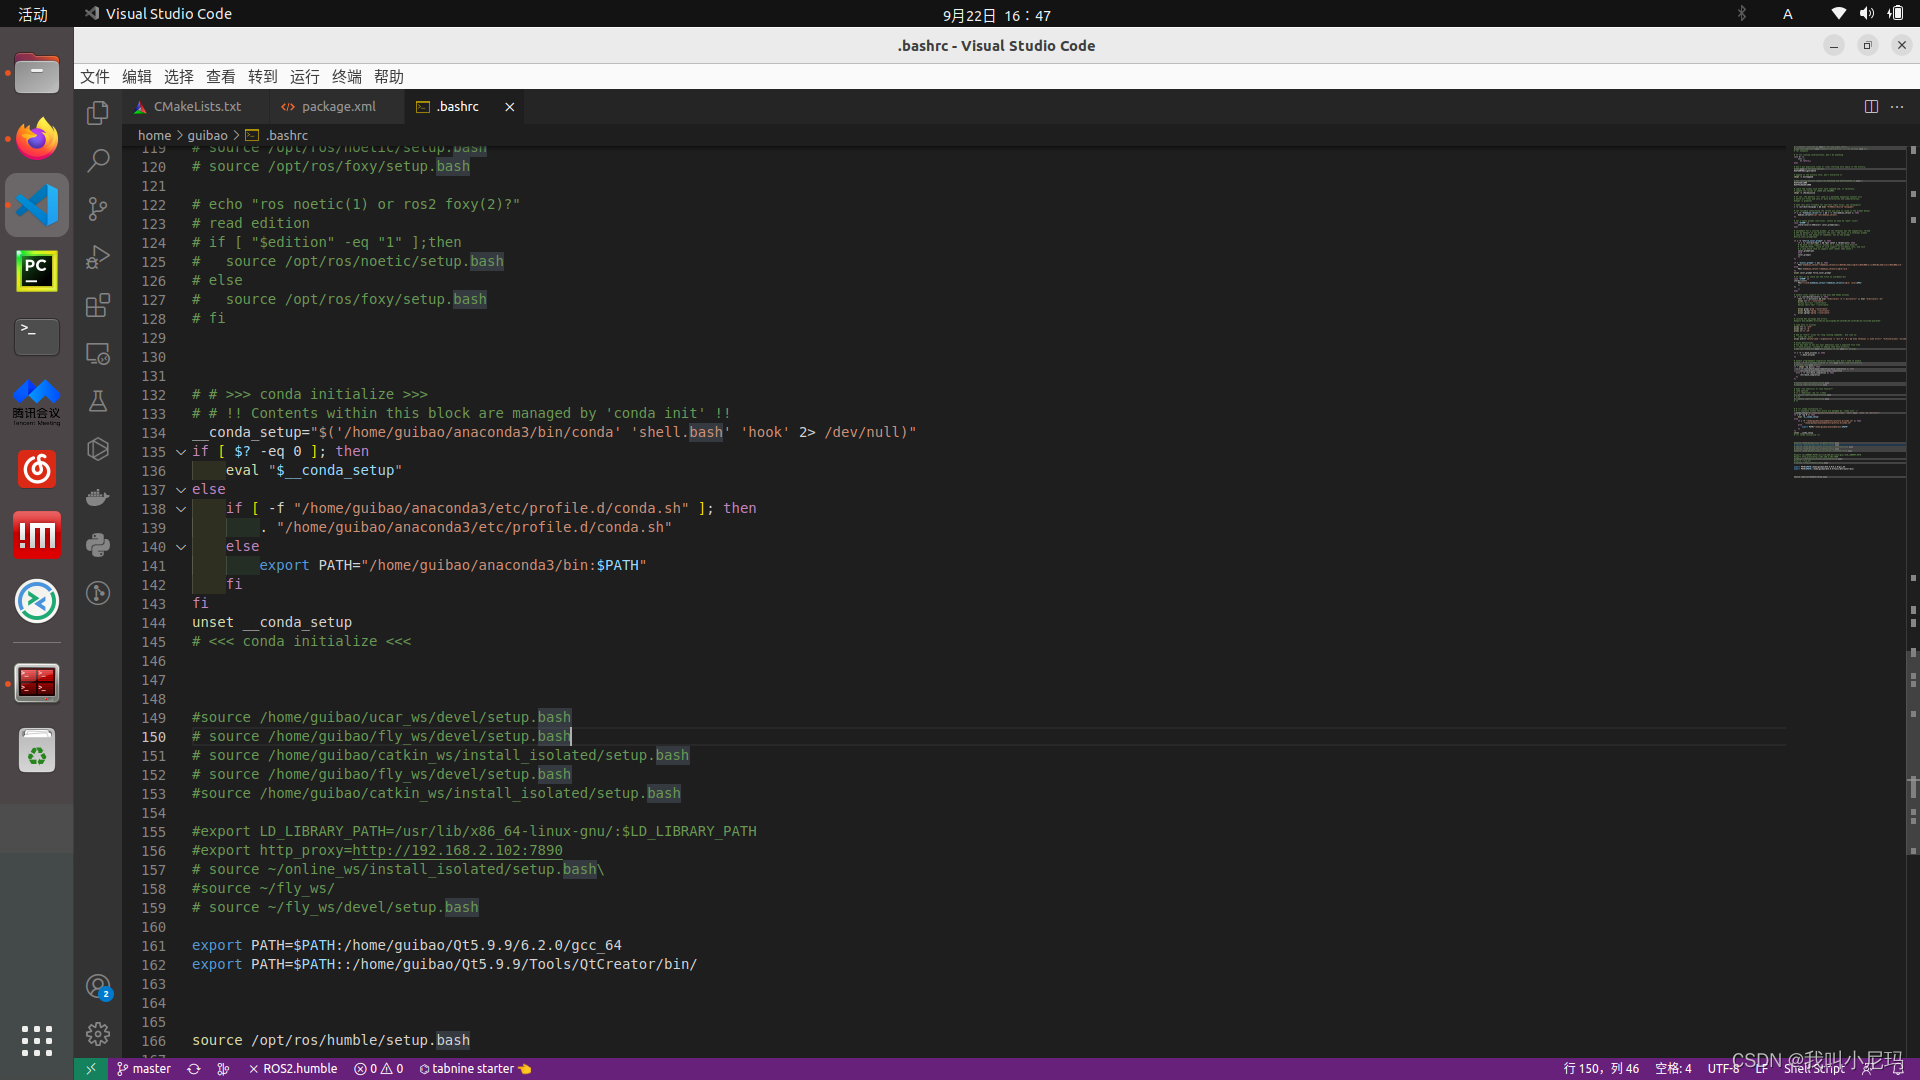 活动
Visual Studio Code
9月22日 16：47
A
.bashrc - Visual Studio Code
文件 编辑 选择 查看 转到 运行 终端 帮助
CMakeLists.txt
package.xml
.bashrc
home > guibao > .bashrc
119 # source /opt/ros/noetic/setup.bash
120 # source /opt/ros/foxy/setup.bash
121
122 # echo "ros noetic(1) or ros2 foxy(2)?"
123 # read edition
124 # if [ "$edition" -eq "1" ];then
125 #   source /opt/ros/noetic/setup.bash
126 # else
127 #   source /opt/ros/foxy/setup.bash
128 # fi
129
130
131
132 # # >>> conda initialize >>>
133 # # !! Contents within this block are managed by 'conda init' !!
134 __conda_setup="$('/home/guibao/anaconda3/bin/conda' 'shell.bash' 'hook' 2> /dev/null)"
135 if [ $? -eq 0 ]; then
136     eval "$__conda_setup"
137 else
138     if [ -f "/home/guibao/anaconda3/etc/profile.d/conda.sh" ]; then
139         . "/home/guibao/anaconda3/etc/profile.d/conda.sh"
140     else
141         export PATH="/home/guibao/anaconda3/bin:$PATH"
142     fi
143 fi
144 unset __conda_setup
145 # <<< conda initialize <<<
146
147
148
149 #source /home/guibao/ucar_ws/devel/setup.bash
150 # source /home/guibao/fly_ws/devel/setup.bash
151 # source /home/guibao/catkin_ws/install_isolated/setup.bash
152 # source /home/guibao/fly_ws/devel/setup.bash
153 #source /home/guibao/catkin_ws/install_isolated/setup.bash
154
155 #export LD_LIBRARY_PATH=/usr/lib/x86_64-linux-gnu/:$LD_LIBRARY_PATH
156 #export http_proxy=http://192.168.2.102:7890
157 # source ~/online_ws/install_isolated/setup.bash\
158 #source ~/fly_ws/
159 # source ~/fly_ws/devel/setup.bash
160
161 export PATH=$PATH:/home/guibao/Qt5.9.9/6.2.0/gcc_64
162 export PATH=$PATH::/home/guibao/Qt5.9.9/Tools/QtCreator/bin/
163
164
165
166 source /opt/ros/humble/setup.bash
167
PC
>_
腾讯会议
Tencent Meeting
!M
2
master
ROS2.humble
0 0
tabnine starter
行 150，列 46
空格: 4
UTF-8
LF
Shell Script
CSDN @我叫小尼玛